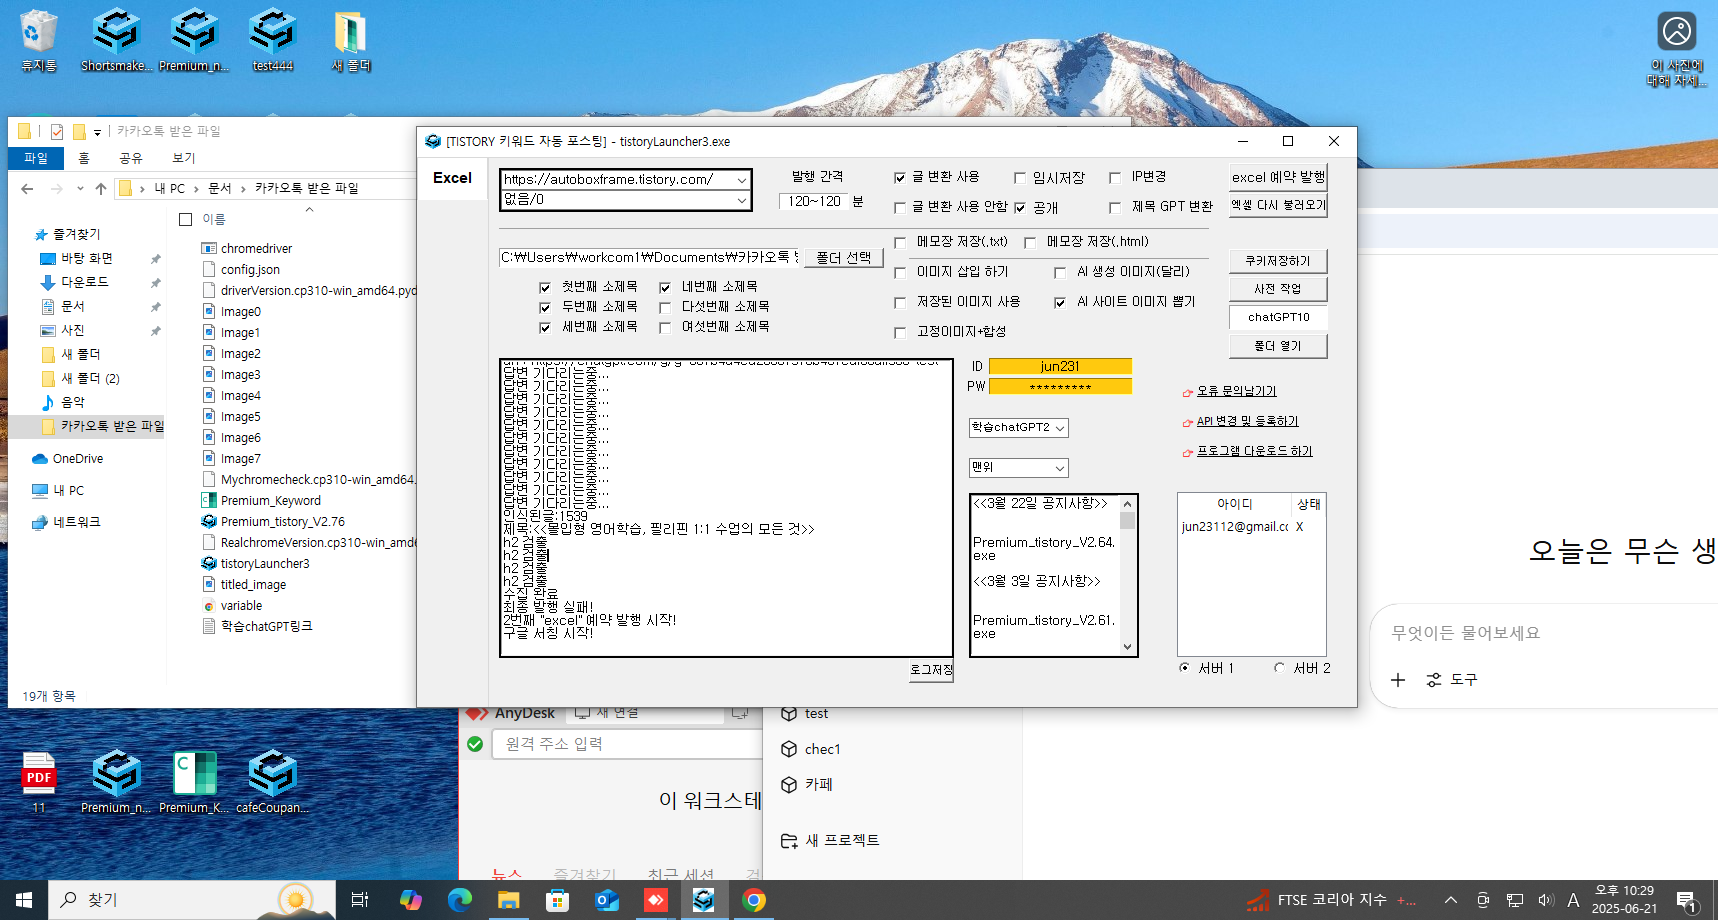 휴지통
Shortsmake...
Premium_n...
test444
새 폴더
이 사진에
대해 자세...
카카오톡 받은 파일
파일
홈
공유
보기
내 PC
문서
카카오톡 받은 파일
이름
즐겨찾기
바탕 화면
다운로드
문서
사진
새 폴더
새 폴더 (2)
음악
카카오톡 받은 파일
OneDrive
내 PC
네트워크
chromedriver
config.json
driverVersion.cp310-win_amd64.pyd
Image0
Image1
Image2
Image3
Image4
Image5
Image6
Image7
Mychromecheck.cp310-win_amd64.
Premium_Keyword
Premium_tistory_V2.76
RealchromeVersion.cp310-win_amd6
tistoryLauncher3
titled_image
variable
학습chatGPT링크
19개 항목
[TISTORY 키워드 자동 포스팅] - tistoryLauncher3.exe
Excel
https://autoboxframe.tistory.com/
없음/0
발행 간격
120~120 분
글 변환 사용
임시저장
IP변경
글 변환 사용 안함
공개
제목 GPT 변환
excel 예약 발행
엑셀 다시 불러오기
메모장 저장(.txt)
메모장 저장(.html)
C:₩Users₩workcom1₩Documents₩카카오톡
폴더 선택
이미지 삽입 하기
AI 생성 이미지(달리)
저장된 이미지 사용
AI 사이트 이미지 뽑기
고정이미지+합성
쿠키저장하기
사전 작업
chatGPT10
폴더 열기
첫번째 소제목
네번째 소제목
두번째 소제목
다섯번째 소제목
세번째 소제목
여섯번째 소제목
답변 기다리는중...
답변 기다리는중...
답변 기다리는중...
답변 기다리는중...
답변 기다리는중...
답변 기다리는중...
답변 기다리는중...
답변 기다리는중...
답변 기다리는중...
답변 기다리는중...
답변 기다리는중...
인식된글:1539
제목:<<몰입형 영어학습, 필리핀 1:1 수업의 모든 것>>
h2 검출
h2 검출
h2 검출
h2 검출
수집 완료
최종 발행 실패!
2번째 "excel" 예약 발행 시작!
구글 서칭 시작!
로그저장
ID jun231
PW *********
학습chatGPT2
맨위
<<3월 22일 공지사항>>
Premium_tistory_V2.64.
exe
<<3월 3일 공지사항>>
Premium_tistory_V2.61.
exe
오류 문의남기기
API 변경 및 등록하기
프로그램 다운로드 하기
아이디
상태
jun23112@gmail.cc X
서버 1
서버 2
오늘은 무슨 생
무엇이든 물어보세요
도구
AnyDesk
새 연결
원격 주소 입력
이 워크스테
뉴스
즐겨찾기
최근 세션
검
test
chec1
카페
새 프로젝트
11
Premium_n...
Premium_K...
cafeCoupan...
찾기
FTSE 코리아 지수 +...
A
오후 10:29
2025-06-21
1